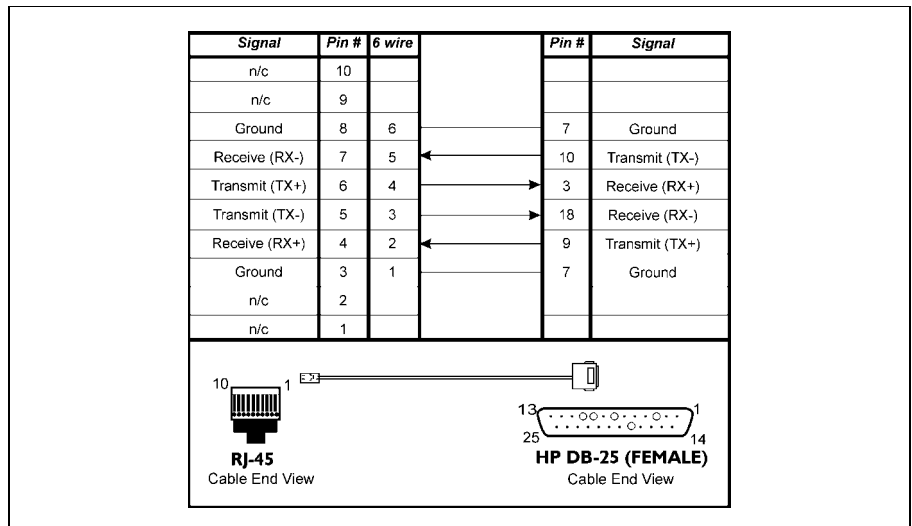 Signal Pin # 6 wire Pin # Signal
n/c 10
n/c 9
Ground 8 6 7 Ground
Receive (RX-) 7 5 10 Transmit (TX-)
Transmit (TX+) 6 4 3 Receive (RX+)
Transmit (TX-) 5 3 18 Receive (RX-)
Receive (RX+) 4 2 9 Transmit (TX+)
Ground 3 1 7 Ground
n/c 2
n/c 1
10 1
13 1
25 14
RJ-45 HP DB-25 (FEMALE)
Cable End View Cable End View